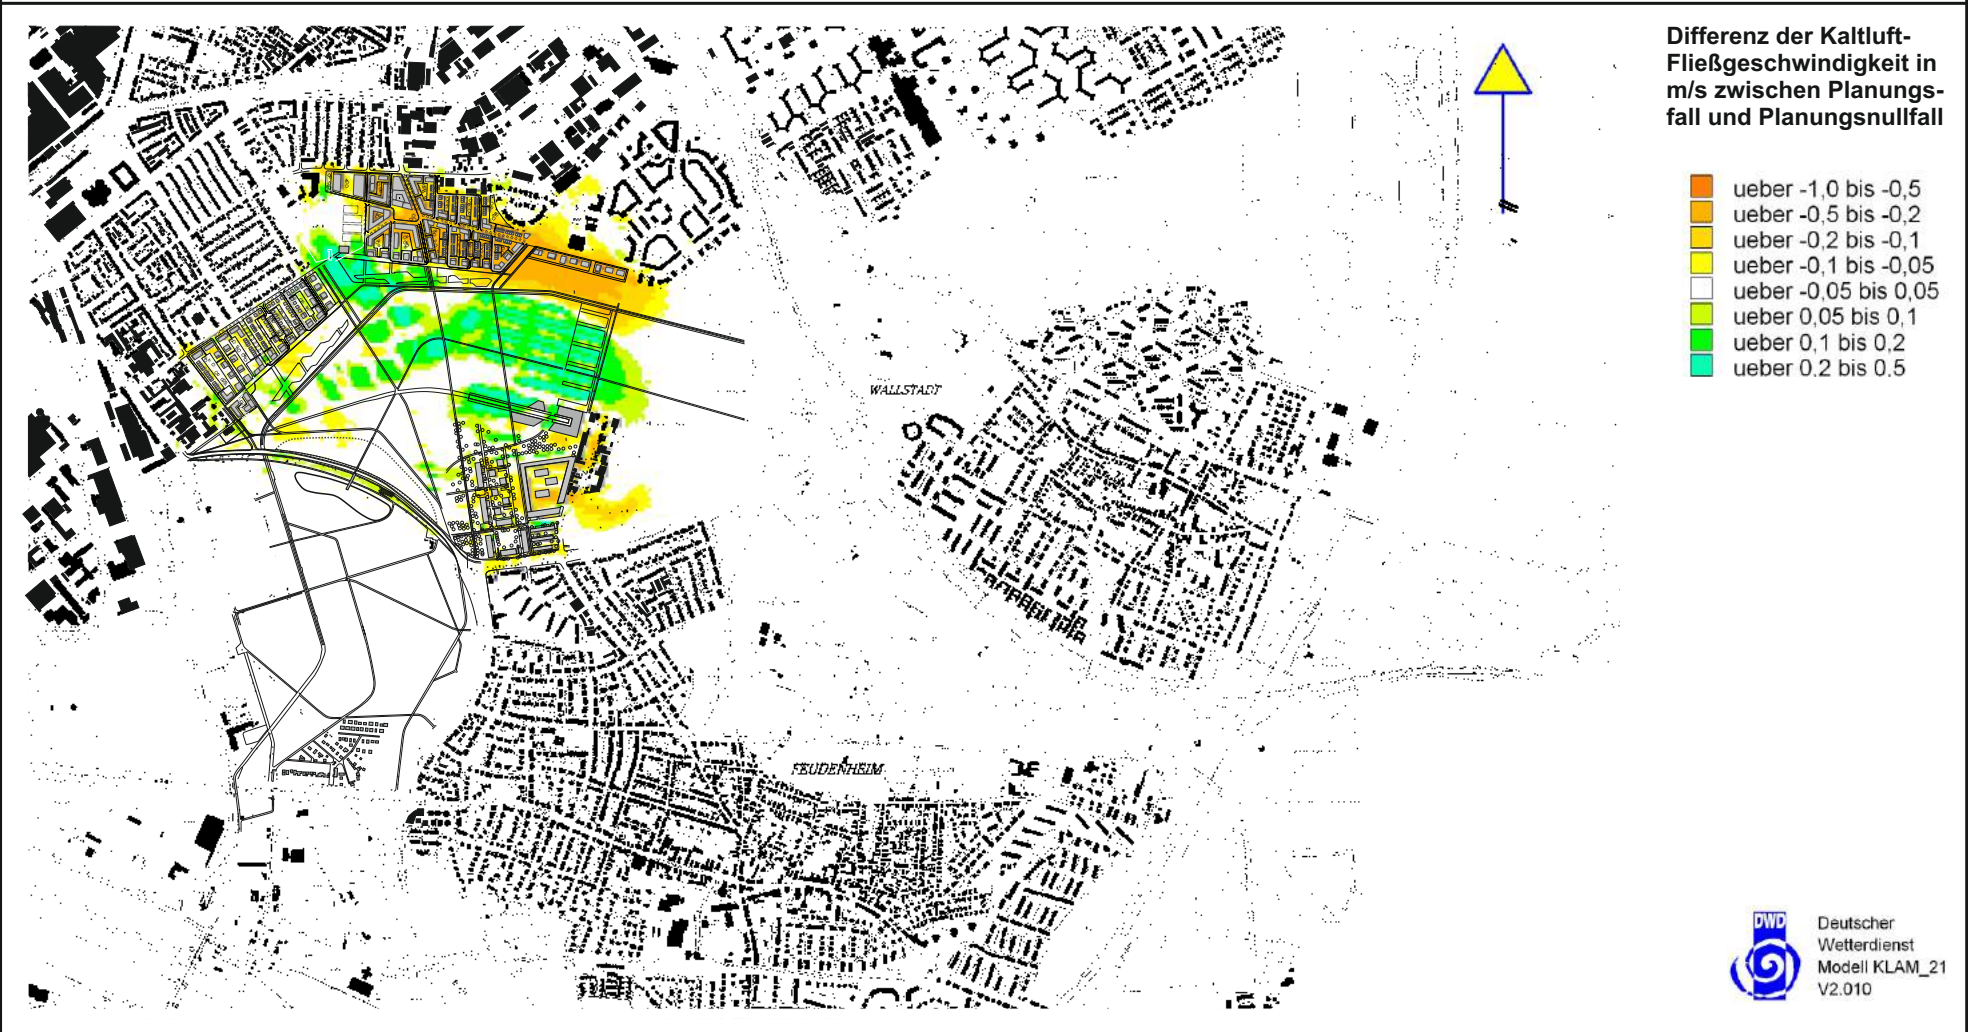 Differenz der Kaltluft-
Fließgeschwindigkeit in
m/s zwischen Planungs-
fall und Planungsnullfall
ueber -1,0 bis -0,5
ueber -0,5 bis -0,2
ueber -0,2 bis -0,1
ueber -0,1 bis -0,05
ueber -0,05 bis 0,05
ueber 0,05 bis 0,1
ueber 0,1 bis 0,2
ueber 0.2 bis 0.5
WALLSTADT
FEUDENHEIM
DWD
Deutscher
Wetterdienst
Modell KLAM_21
V2.010